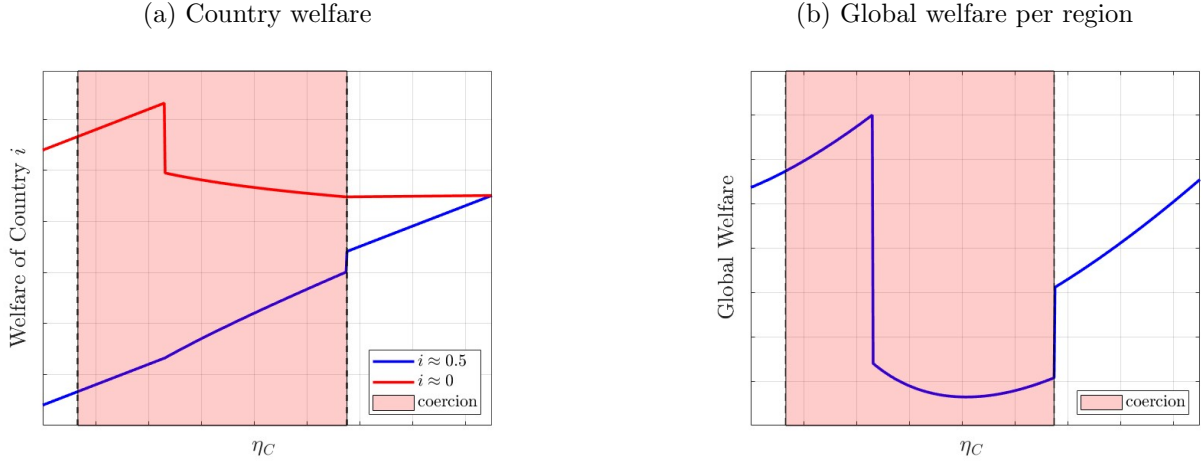 (a) Country welfare
Welfare of Country i
i ≈ 0.5
i ≈ 0
coercion
η_C
(b) Global welfare per region
Global Welfare
coercion
η_C